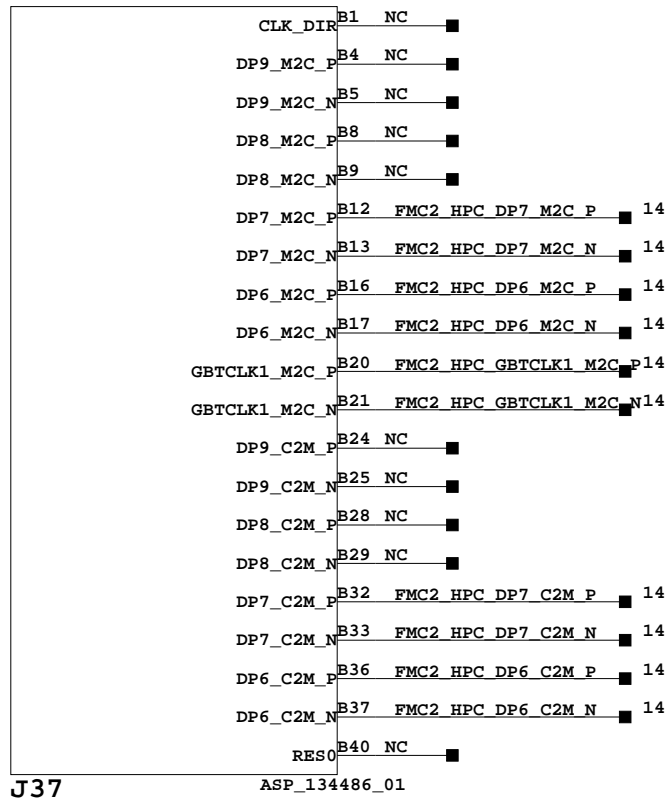 CLK_DIR B1 NC
DP9_M2C_P B4 NC
DP9_M2C_N B5 NC
DP8_M2C_P B8 NC
DP8_M2C_N B9 NC
DP7_M2C_P B12 FMC2_HPC_DP7_M2C_P 14
DP7_M2C_N B13 FMC2_HPC_DP7_M2C_N 14
DP6_M2C_P B16 FMC2_HPC_DP6_M2C_P 14
DP6_M2C_N B17 FMC2_HPC_DP6_M2C_N 14
GBTCLK1_M2C_P B20 FMC2_HPC_GBTCLK1_M2C_P 14
GBTCLK1_M2C_N B21 FMC2_HPC_GBTCLK1_M2C_N 14
DP9_C2M_P B24 NC
DP9_C2M_N B25 NC
DP8_C2M_P B28 NC
DP8_C2M_N B29 NC
DP7_C2M_P B32 FMC2_HPC_DP7_C2M_P 14
DP7_C2M_N B33 FMC2_HPC_DP7_C2M_N 14
DP6_C2M_P B36 FMC2_HPC_DP6_C2M_P 14
DP6_C2M_N B37 FMC2_HPC_DP6_C2M_N 14
RES0 B40 NC
J37 ASP_134486_01